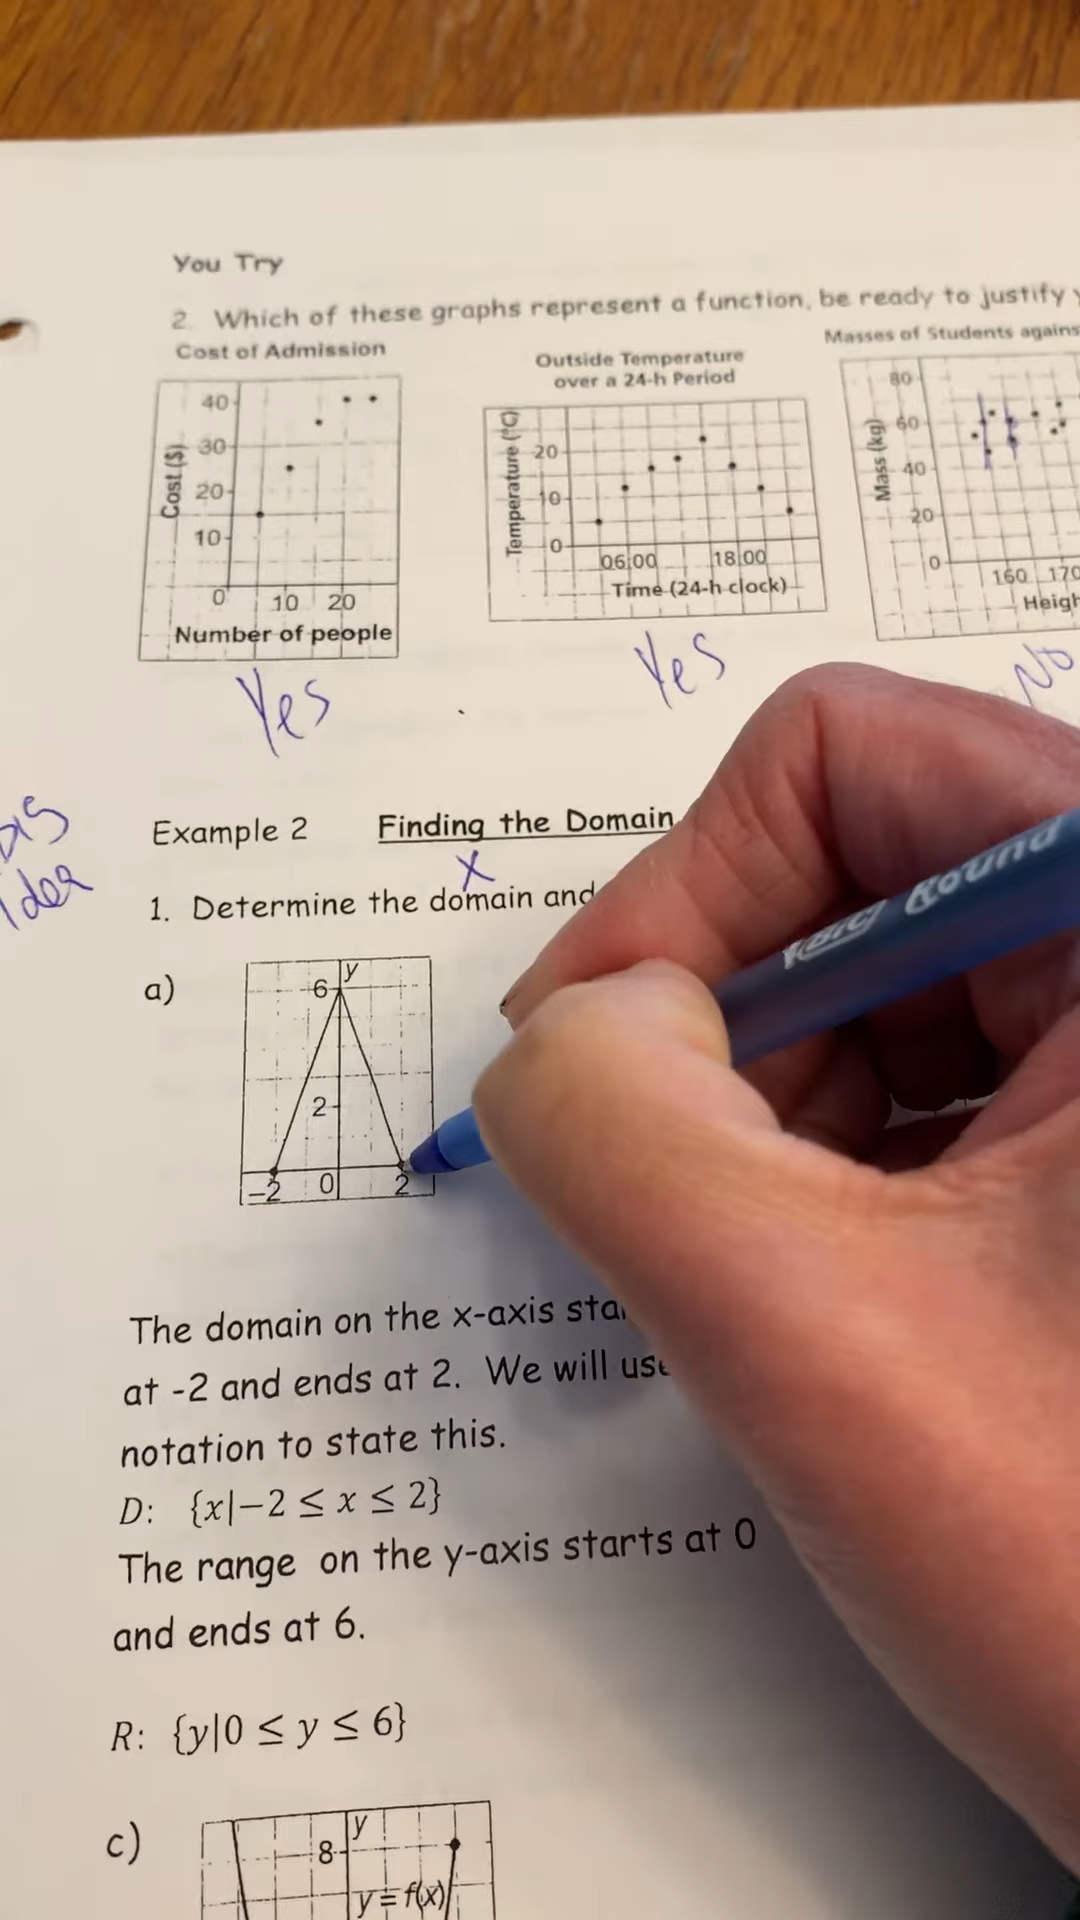 You Try
2. Which of these graphs represent a function, be ready to justify
Cost of Admission
40
30
20
10
0
10 20
Cost ($)
Number of people
Outside Temperature
over a 24-h Period
20
10
0
06:00 18:00
Temperature (°C)
Time (24-h clock)
Masses of Students
80
60
40
20
0
160
Mass (kg)
Yes
Yes
No
idea
Example 2 Finding the Domain
x
1. Determine the domain and
a)
y
6
2
-2 0 2
Round
The domain on the x-axis
at -2 and ends at 2. We will
notation to state this.
D: {x|−2 ≤ x ≤ 2}
The range on the y-axis starts at 0
and ends at 6.
R: {y|0 ≤ y ≤ 6}
c)
y
8
y = f(x)